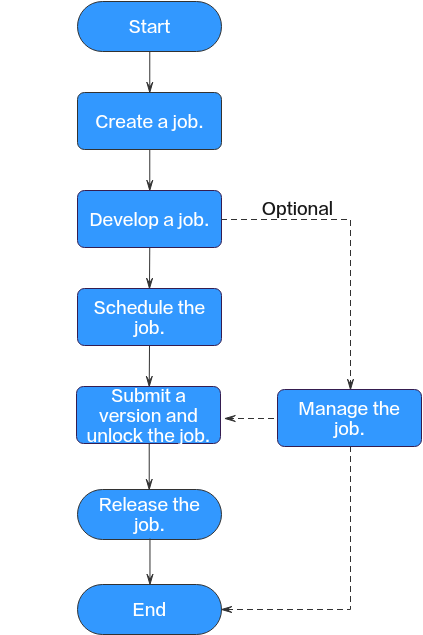 Start
Create a job.
Develop a job.
Optional
Schedule the
job.
Submit a
version and
unlock the job.
Manage the
job.
Release the
job.
End